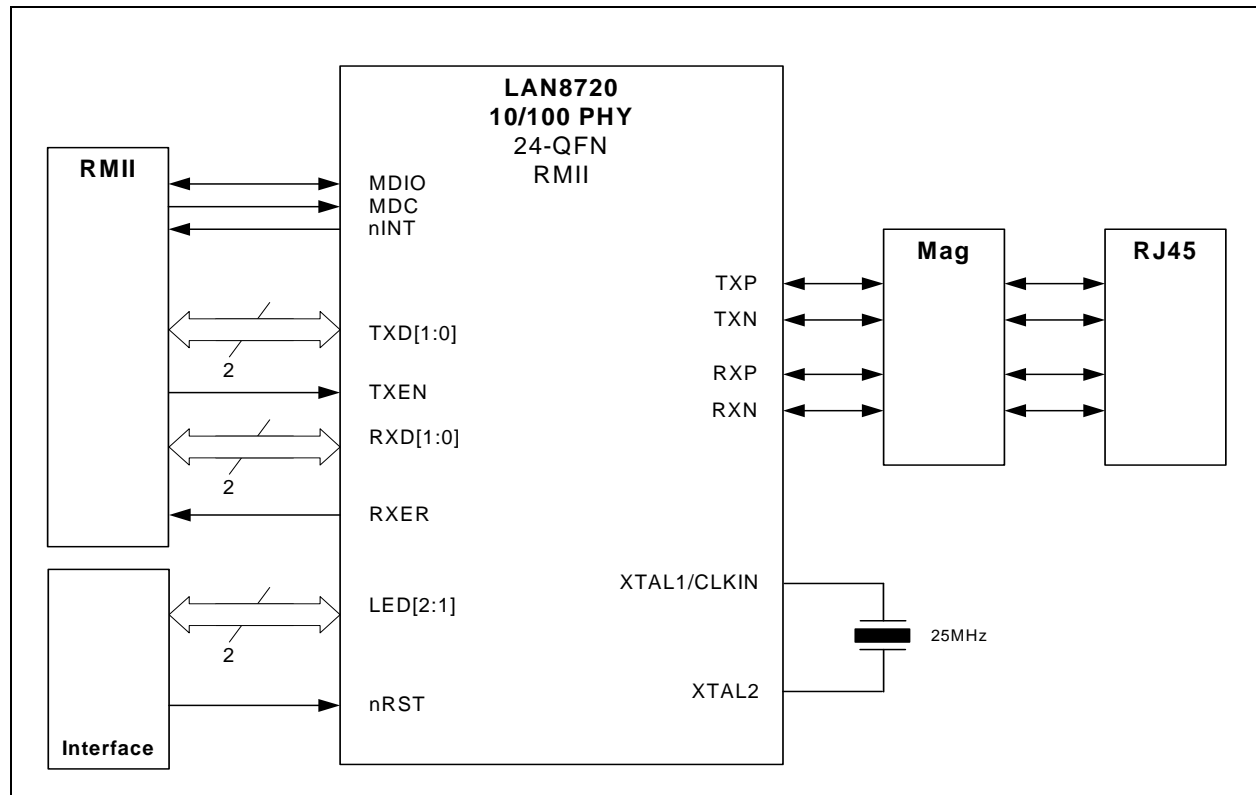 LAN8720
10/100 PHY
24-QFN
RMII
RMII
MDIO
MDC
nINT
TXD[1:0]
2
TXEN
RXD[1:0]
2
RXER
LED[2:1]
2
nRST
Interface
TXP
TXN
RXP
RXN
Mag
RJ45
XTAL1/CLKIN
25MHz
XTAL2